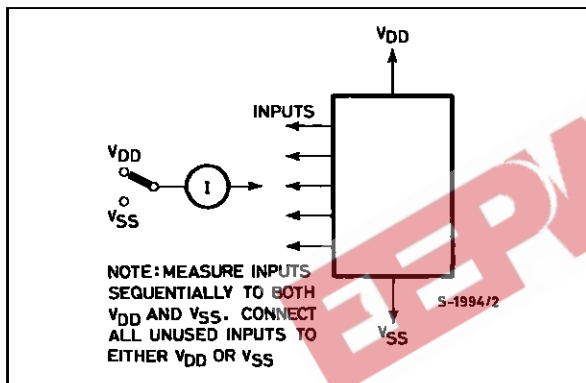 VDD
INPUTS
VDD
I
VSS
NOTE: MEASURE INPUTS
SEQUENTIALLY TO BOTH
VDD AND VSS. CONNECT
ALL UNUSED INPUTS TO
EITHER VDD OR VSS
S-1994/2
VSS
EEPW